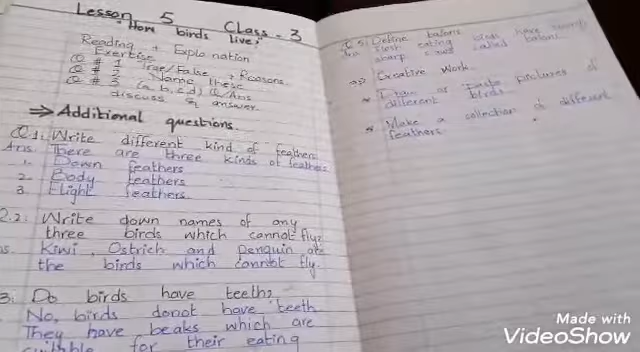 Lesson 5 Class - 3
"How birds live?
Reading + Explanation
Exercise
Q # 1 True/False + Reasons.
Q # 2 Name these
Q # 3 (a, b, c, d) Q/Ans
discuss & answer
⇒ Additional questions.
Q1: Write different kind of feathers
Ans. There are three kinds of feathers
1. Down feathers
2. Body feathers
3. Flight feathers.
Q.2: Write down names of any
three birds which cannot fly?
Kiwi, Ostrich and Penguin are
the birds which cannot fly.
3: Do birds have teeth?
No, birds donot have teeth
They have beaks which are
suitable for their eating
Q 5: Define
flesh eating birds have
sharp called
⇒ Creative Work.
* Draw or paste pictures of
different birds.
* Make a collection of different
feathers.
Made with
VideoShow